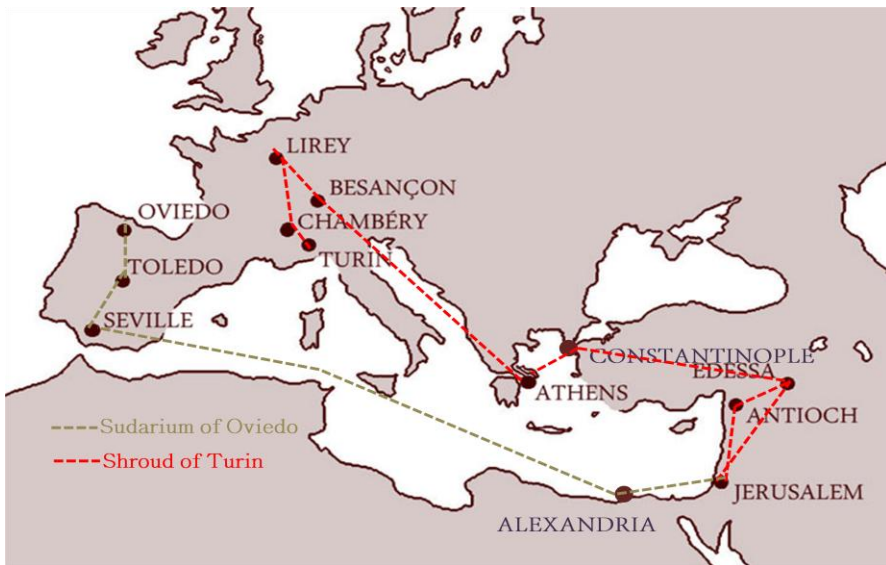 LIREY
BESANÇON
OVIEDO
CHAMBÉRY
TURIN
TOLEDO
SEVILLE
CONSTANTINOPLE
EDESSA
ATHENS
ANTIOCH
Sudarium of Oviedo
Shroud of Turin
JERUSALEM
ALEXANDRIA